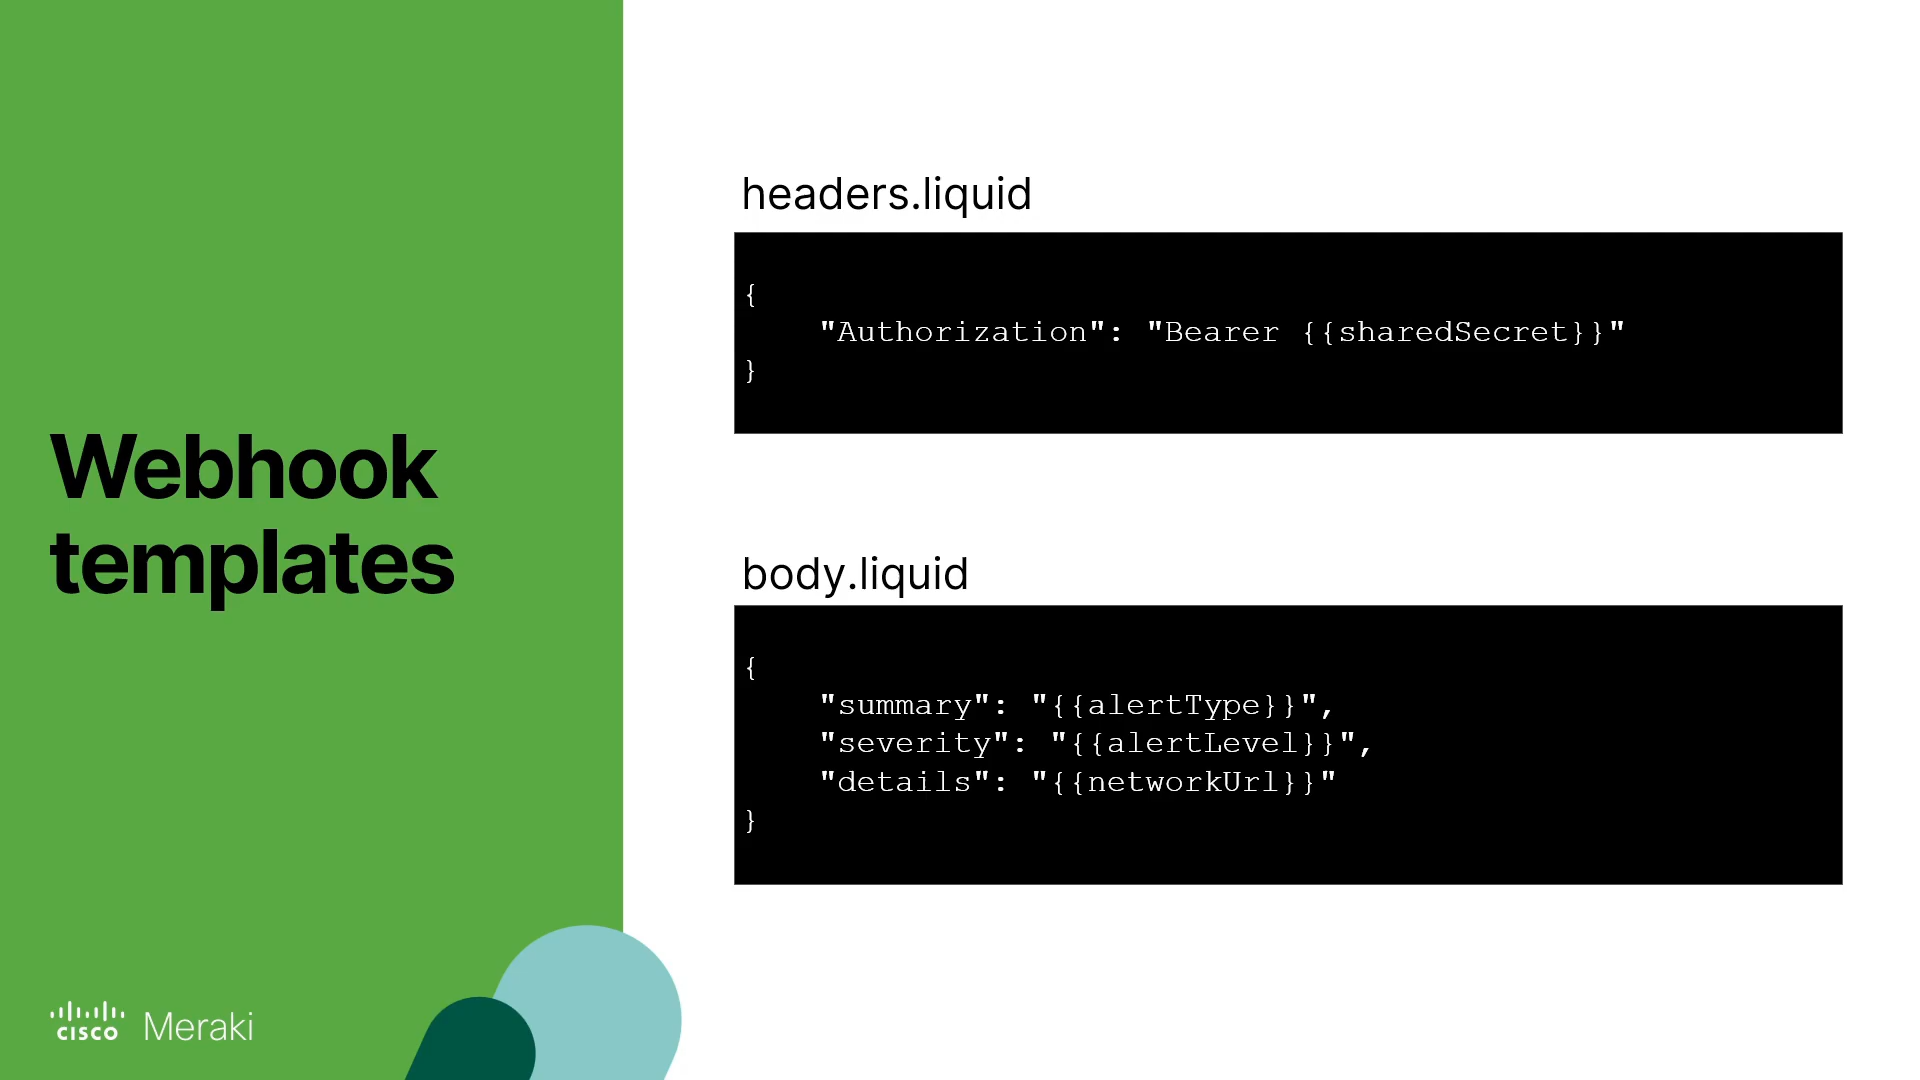 Webhook
templates
headers.liquid
{
    "Authorization": "Bearer {{sharedSecret}}"
}
body.liquid
{
    "summary": "{{alertType}}",
    "severity": "{{alertLevel}}",
    "details": "{{networkUrl}}"
}
CISCO Meraki